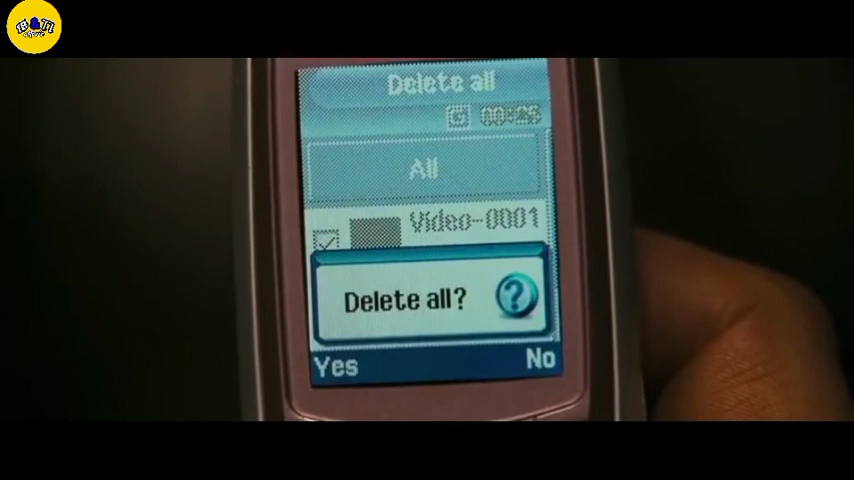 Delete all
00:26
All
Video-0001
Delete all?
Yes
No